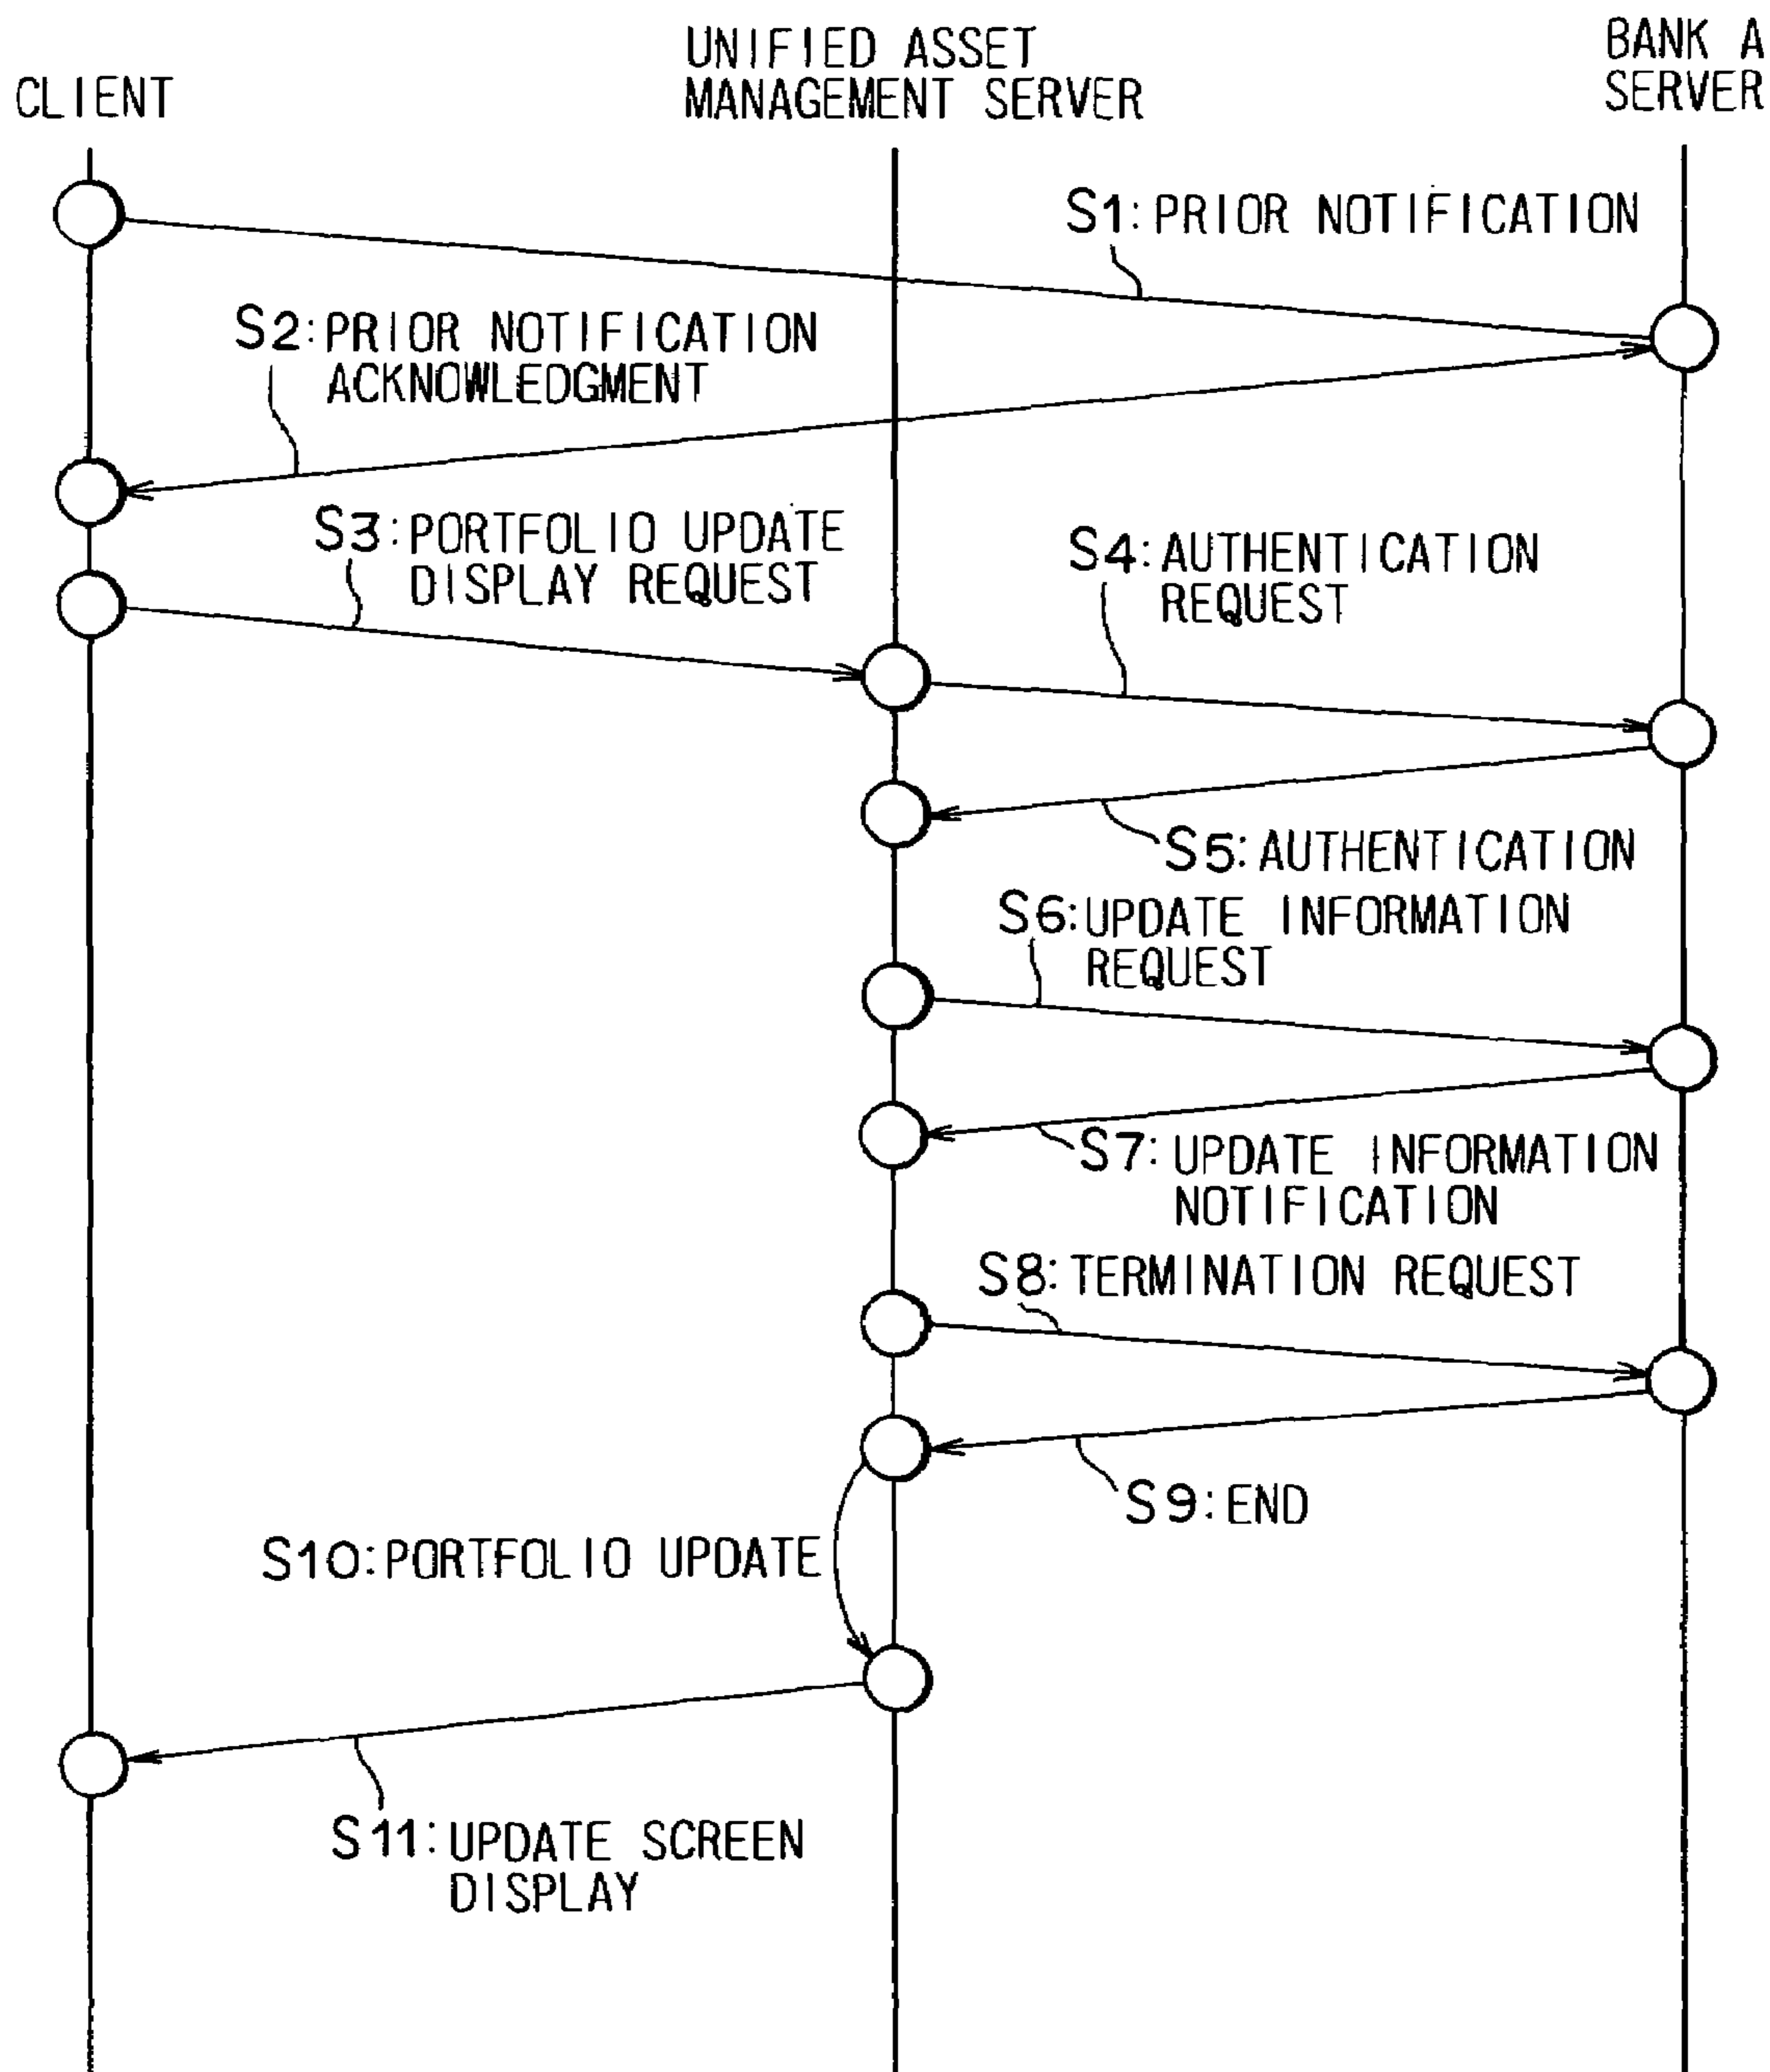 CLIENT
UNIFIED ASSET
MANAGEMENT SERVER
BANK A
SERVER
S1: PRIOR NOTIFICATION
S2: PRIOR NOTIFICATION
ACKNOWLEDGMENT
S3: PORTFOLIO UPDATE
DISPLAY REQUEST
S4: AUTHENTICATION
REQUEST
S5: AUTHENTICATION
S6: UPDATE INFORMATION
REQUEST
S7: UPDATE INFORMATION
NOTIFICATION
S8: TERMINATION REQUEST
S9: END
S10: PORTFOLIO UPDATE
S11: UPDATE SCREEN
DISPLAY